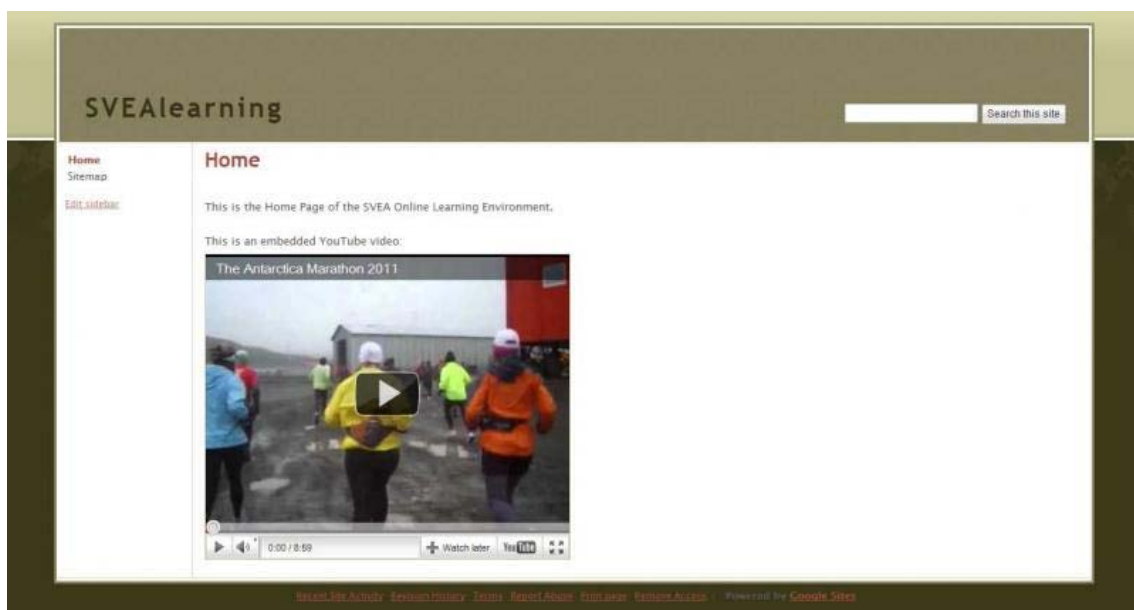 SVEAlearning
Search this site
Home
Sitemap
Edit sidebar
Home
This is the Home Page of the SVEA Online Learning Environment.
This is an embedded YouTube video:
The Antarctica Marathon 2011
0:00 / 8:59 Watch later YouTube
Recent Site Activity Revision History Terms Report Abuse Print page Remove Access | Powered by Google Sites